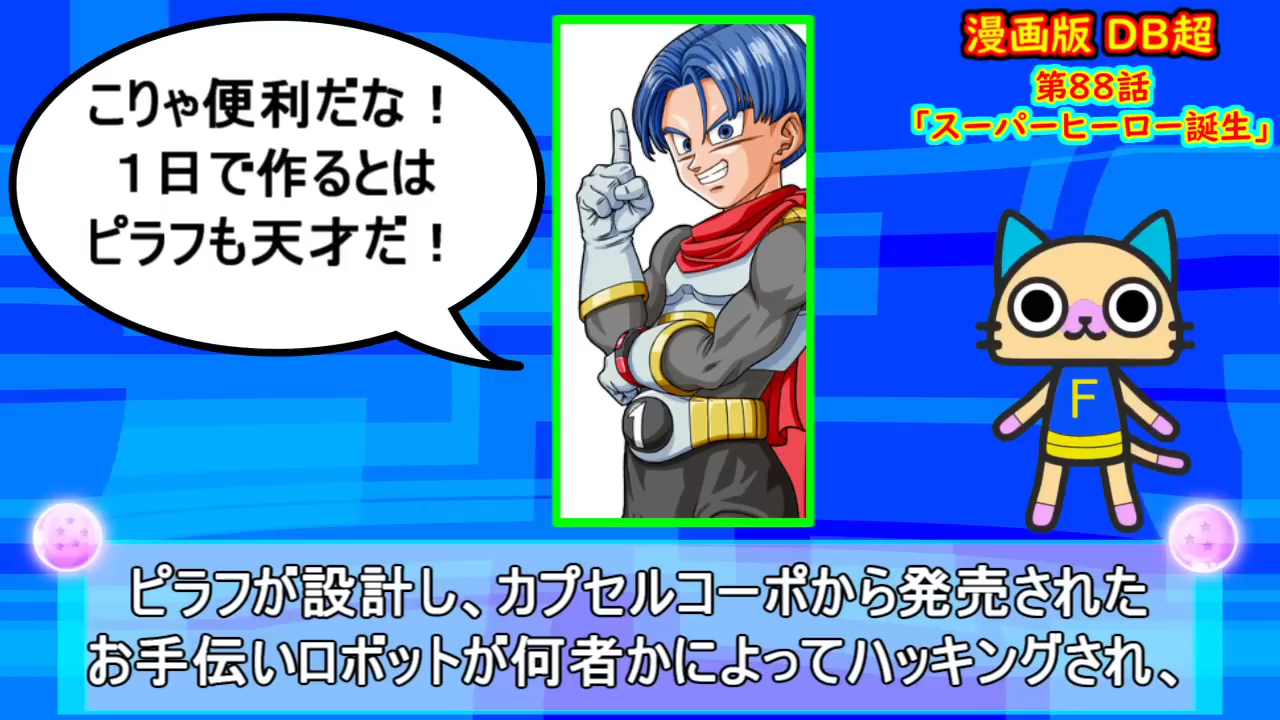 漫画版 DB超
第88話
「スーパーヒーロー誕生」
こりゃ便利だな！
１日で作るとは
ピラフも天才だ！
1
F
ピラフが設計し、カプセルコーポから発売された
お手伝いロボットが何者かによってハッキングされ、